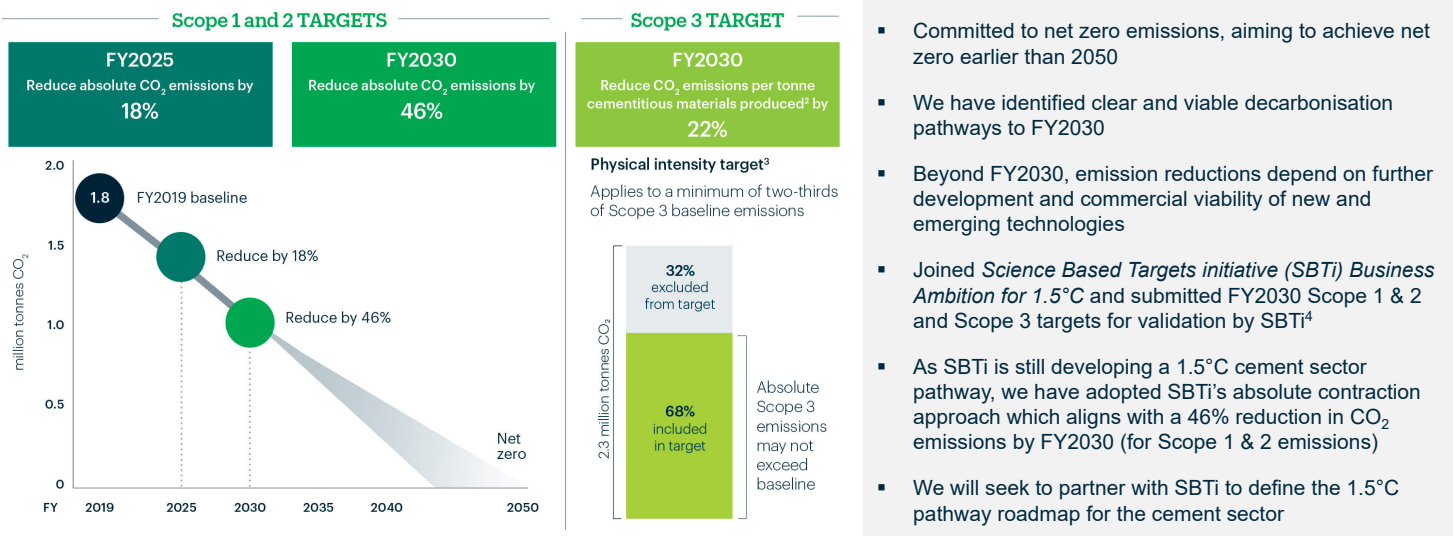 Scope 1 and 2 TARGETS
FY2025
Reduce absolute CO₂ emissions by
18%
FY2030
Reduce absolute CO₂ emissions by
46%
2.0
1.5
1.0
0.5
0
million tonnes CO₂
1.8
FY2019 baseline
Reduce by 18%
Reduce by 46%
Net
zero
FY 2019 2025 2030 2035 2040 2050
Scope 3 TARGET
FY2030
Reduce CO₂ emissions per tonne
cementitious materials produced² by
22%
Physical intensity target³
Applies to a minimum of two-thirds
of Scope 3 baseline emissions
2.3 million tonnes CO₂
32%
excluded
from target
68%
included
in target
Absolute
Scope 3
emissions
may not
exceed
baseline
▪ Committed to net zero emissions, aiming to achieve net
zero earlier than 2050
▪ We have identified clear and viable decarbonisation
pathways to FY2030
▪ Beyond FY2030, emission reductions depend on further
development and commercial viability of new and
emerging technologies
▪ Joined Science Based Targets initiative (SBTi) Business
Ambition for 1.5°C and submitted FY2030 Scope 1 & 2
and Scope 3 targets for validation by SBTi⁴
▪ As SBTi is still developing a 1.5°C cement sector
pathway, we have adopted SBTi's absolute contraction
approach which aligns with a 46% reduction in CO₂
emissions by FY2030 (for Scope 1 & 2 emissions)
▪ We will seek to partner with SBTi to define the 1.5°C
pathway roadmap for the cement sector